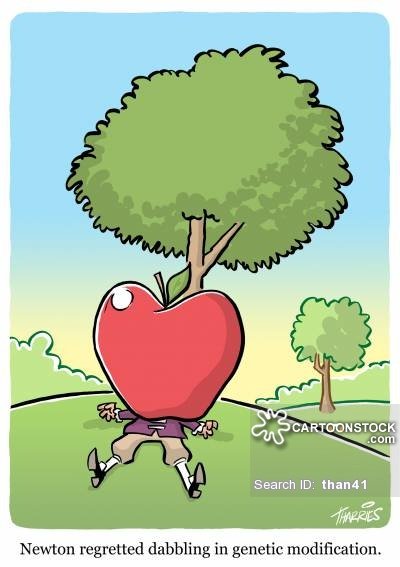 CARTOONSTOCK
.com
Search ID: than41
THARRIES
Newton regretted dabbling in genetic modification.